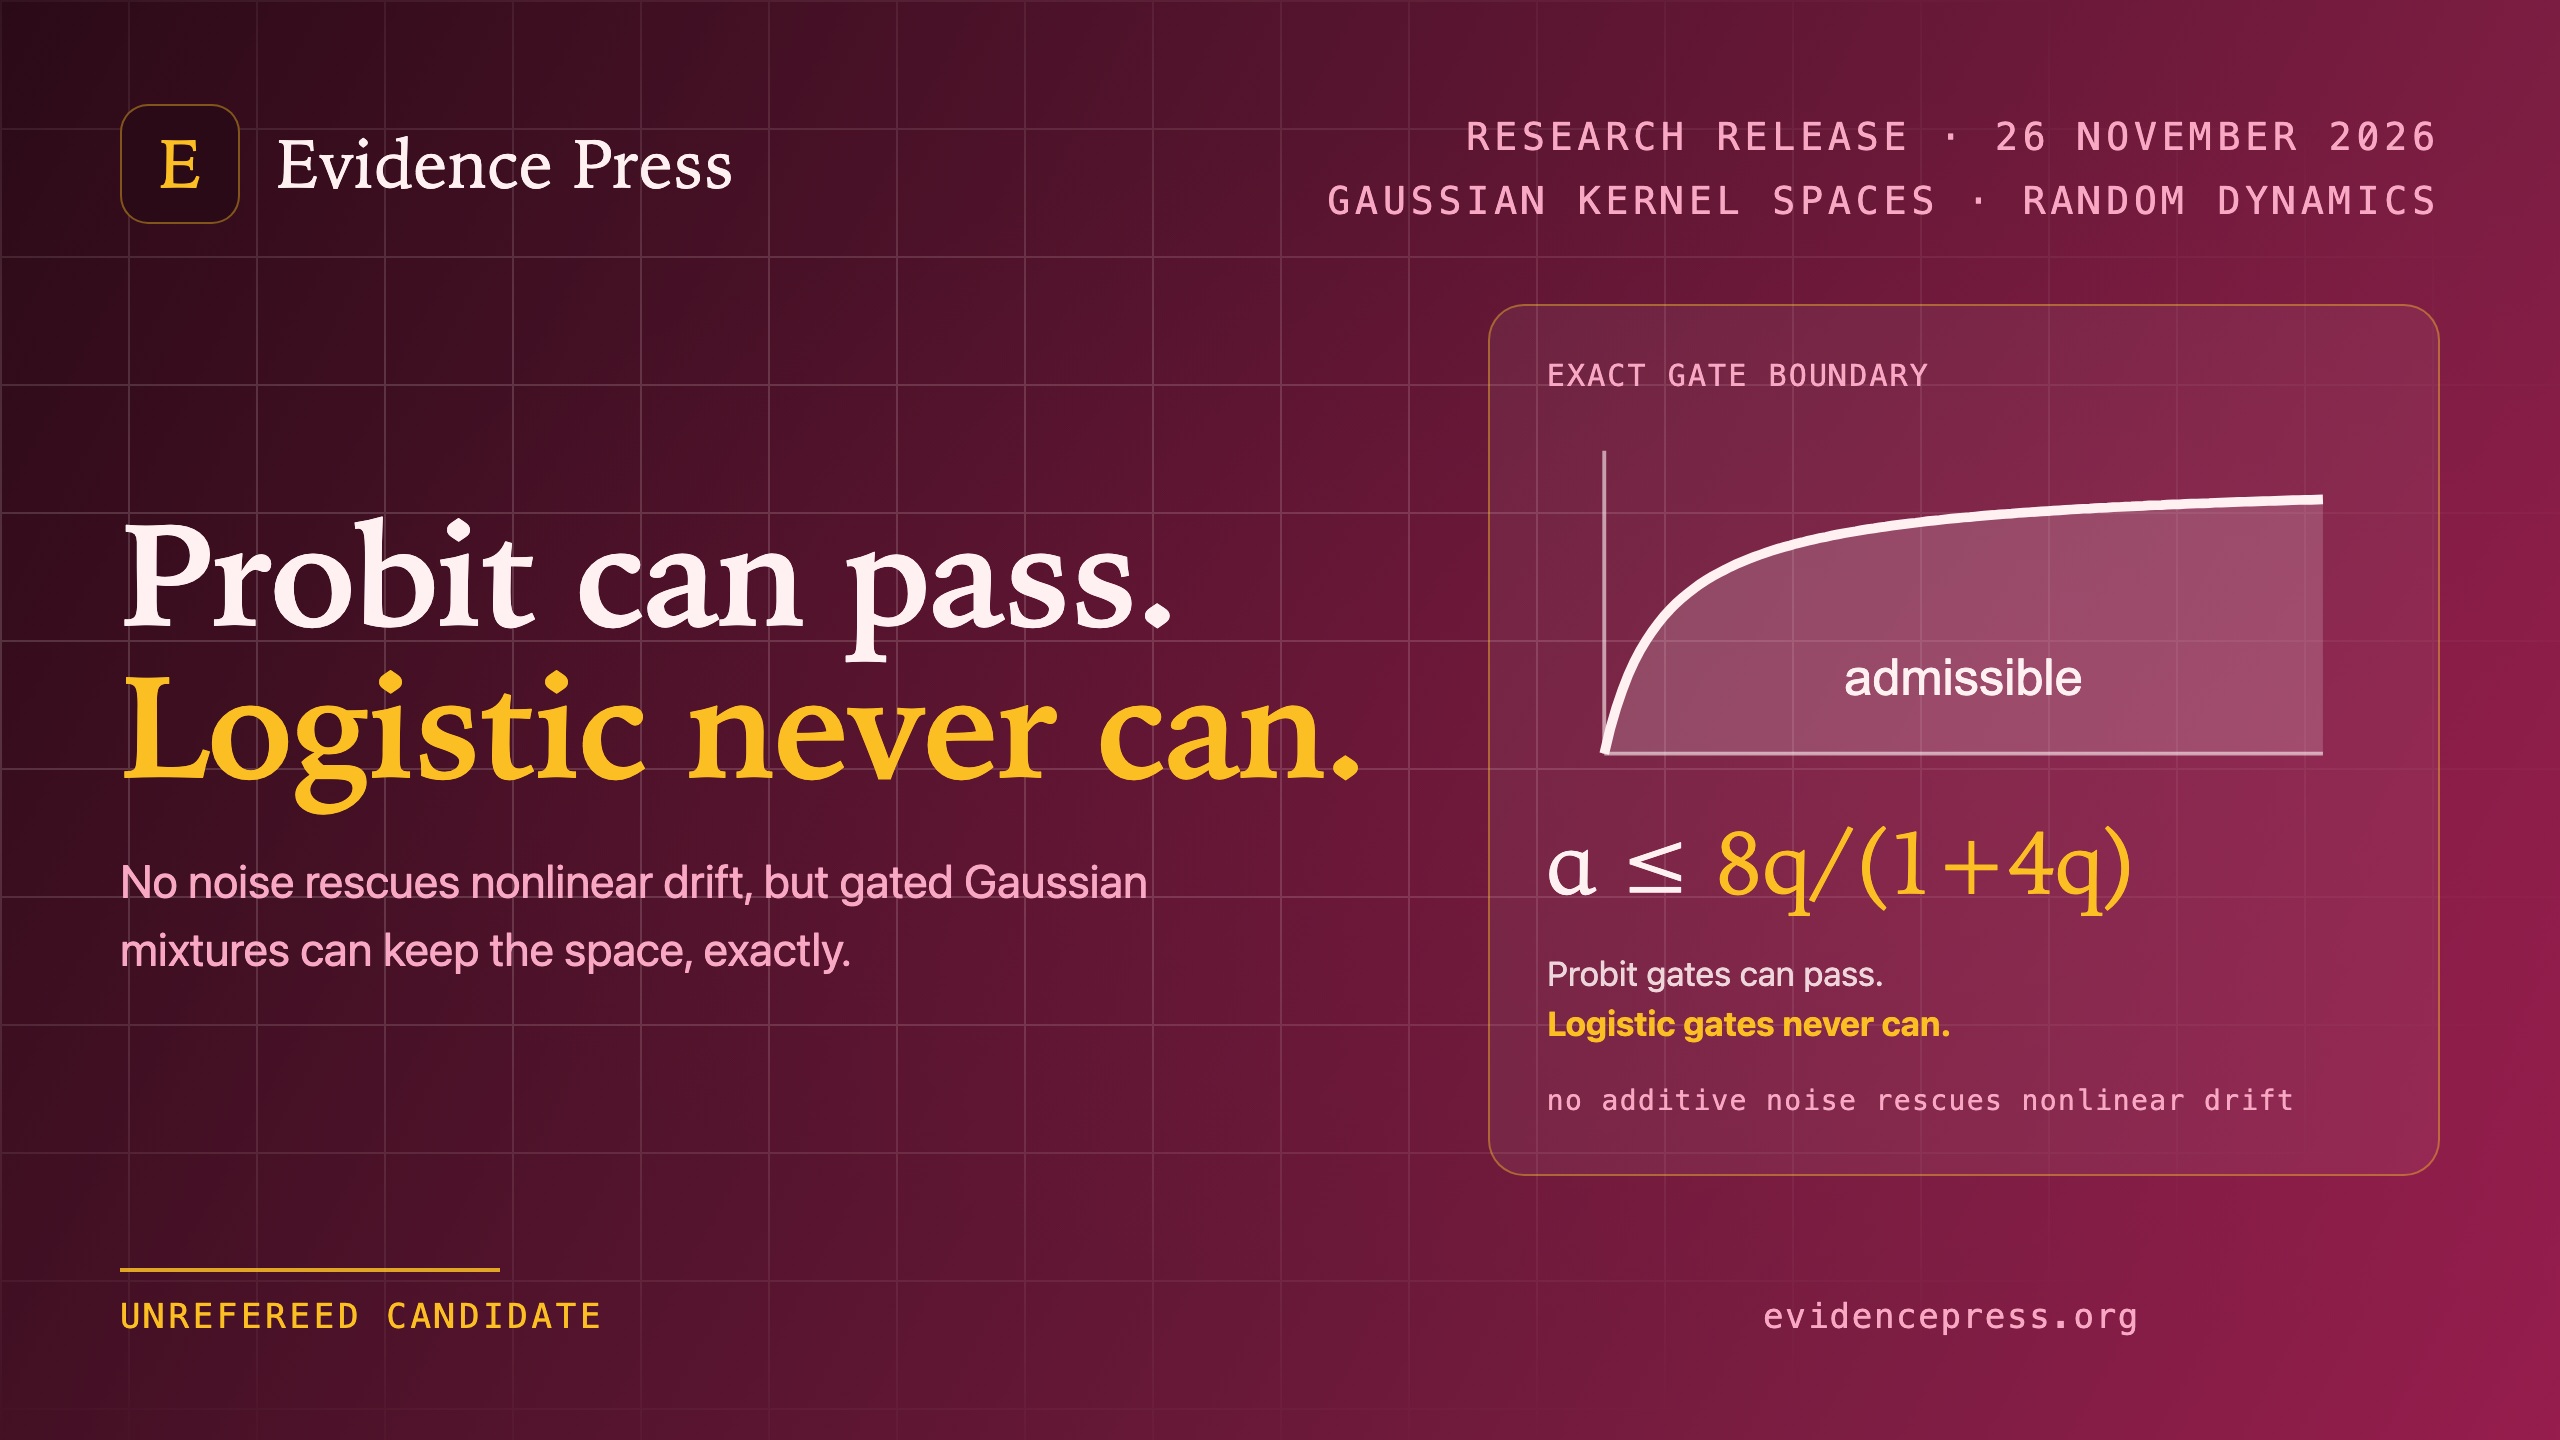 E
Evidence Press
RESEARCH RELEASE · 26 NOVEMBER 2026
GAUSSIAN KERNEL SPACES · RANDOM DYNAMICS
Probit can pass.
Logistic never can.
No noise rescues nonlinear drift, but gated Gaussian
mixtures can keep the space, exactly.
EXACT GATE BOUNDARY
admissible
a ≤ 8q/(1+4q)
Probit gates can pass.
Logistic gates never can.
no additive noise rescues nonlinear drift
UNREFEREED CANDIDATE
evidencepress.org